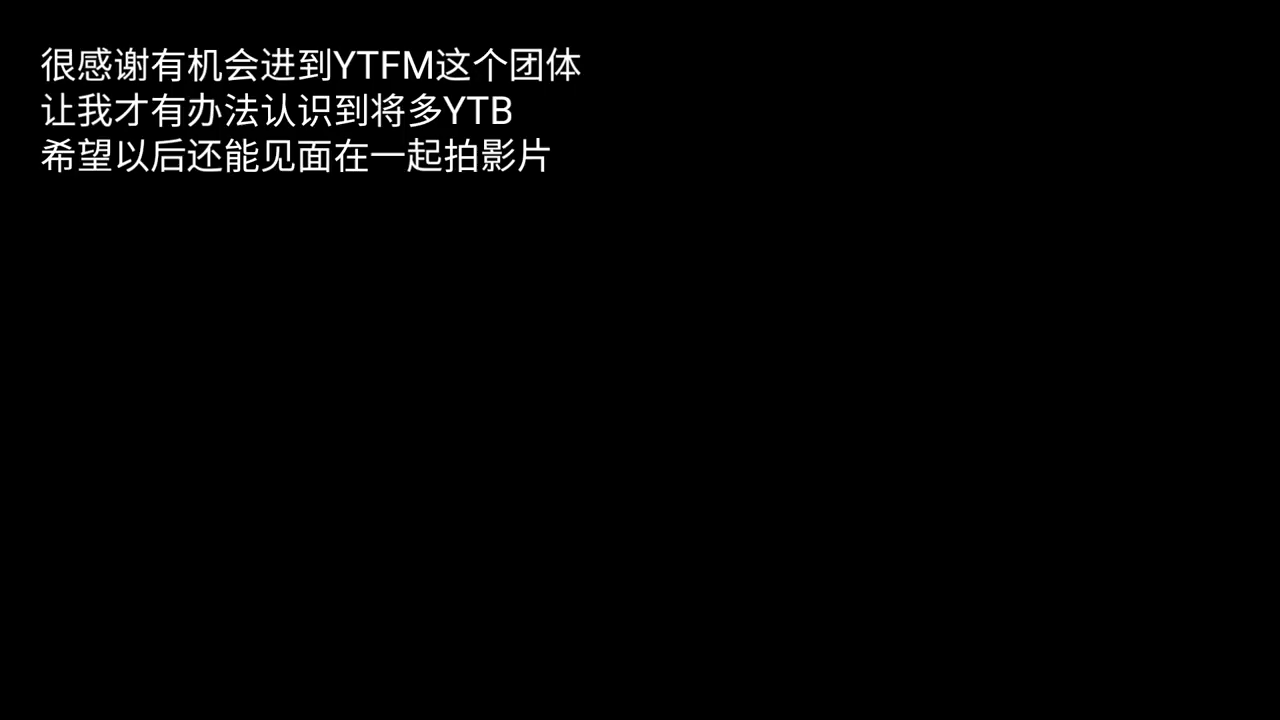 很感谢有机会进到YTFM这个团体
让我才有办法认识到将多YTB
希望以后还能见面在一起拍影片